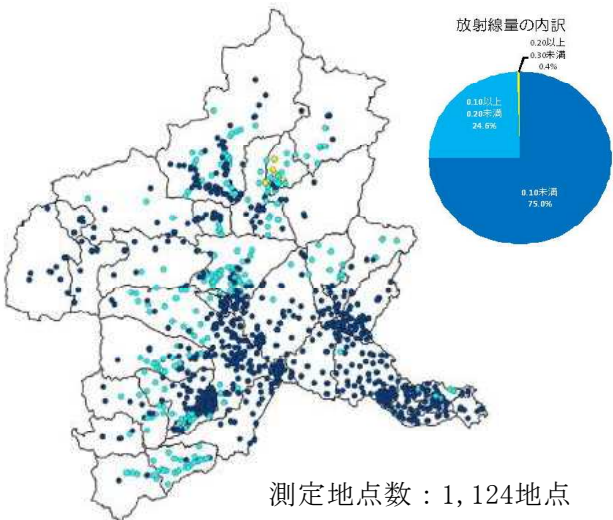 放射線量の内訳
0.20以上
0.30未満
0.4%
0.10以上
0.20未満
24.6%
0.10未満
75.0%
測定地点数：1,124地点